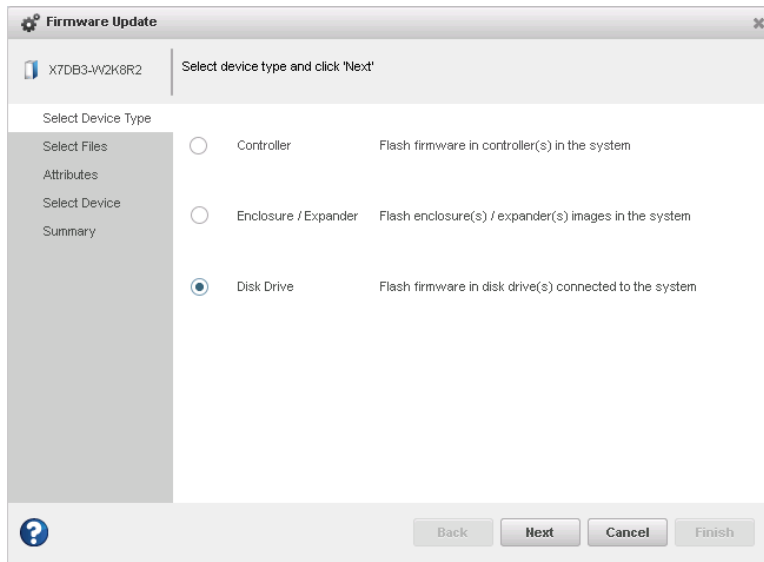 Firmware Update
X7DB3-W2K8R2
Select device type and click 'Next'
Select Device Type
Select Files
Attributes
Select Device
Summary
Controller Flash firmware in controller(s) in the system
Enclosure / Expander Flash enclosure(s) / expander(s) images in the system
Disk Drive Flash firmware in disk drive(s) connected to the system
?
Back Next Cancel Finish